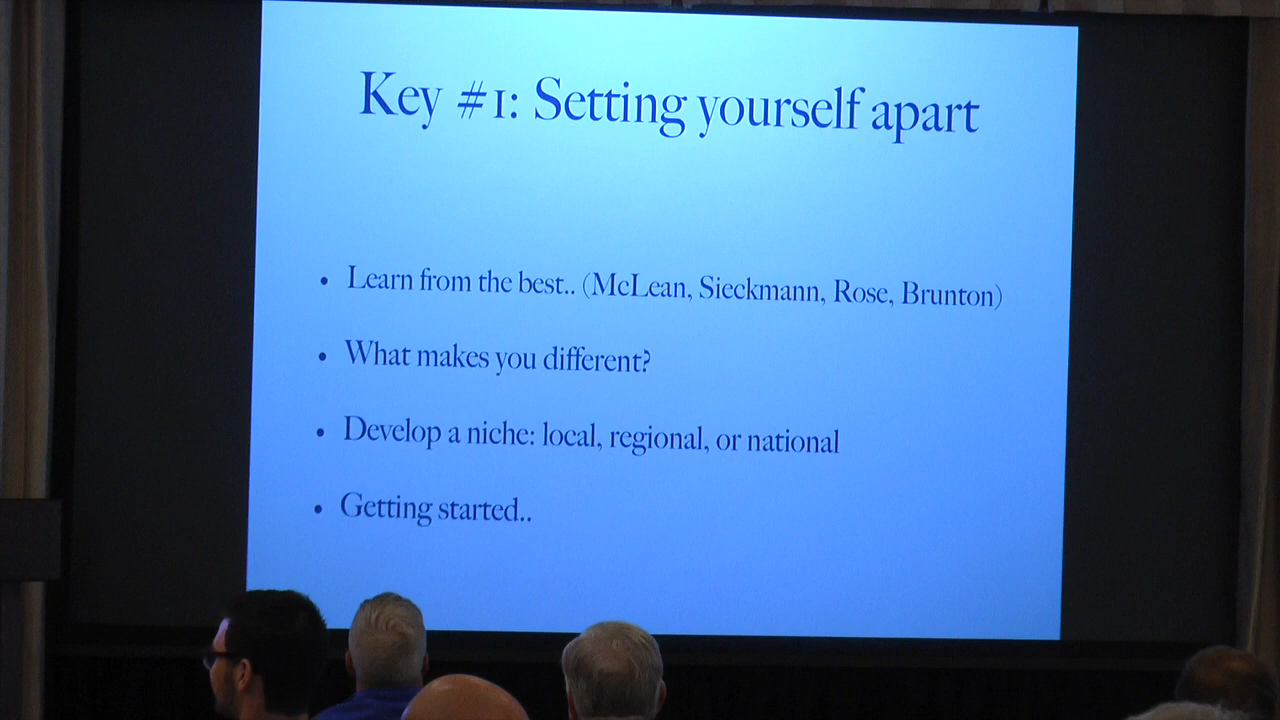 Key #1: Setting yourself apart
• Learn from the best.. (McLean, Sieckmann, Rose, Brunton)
• What makes you different?
• Develop a niche: local, regional, or national
• Getting started..